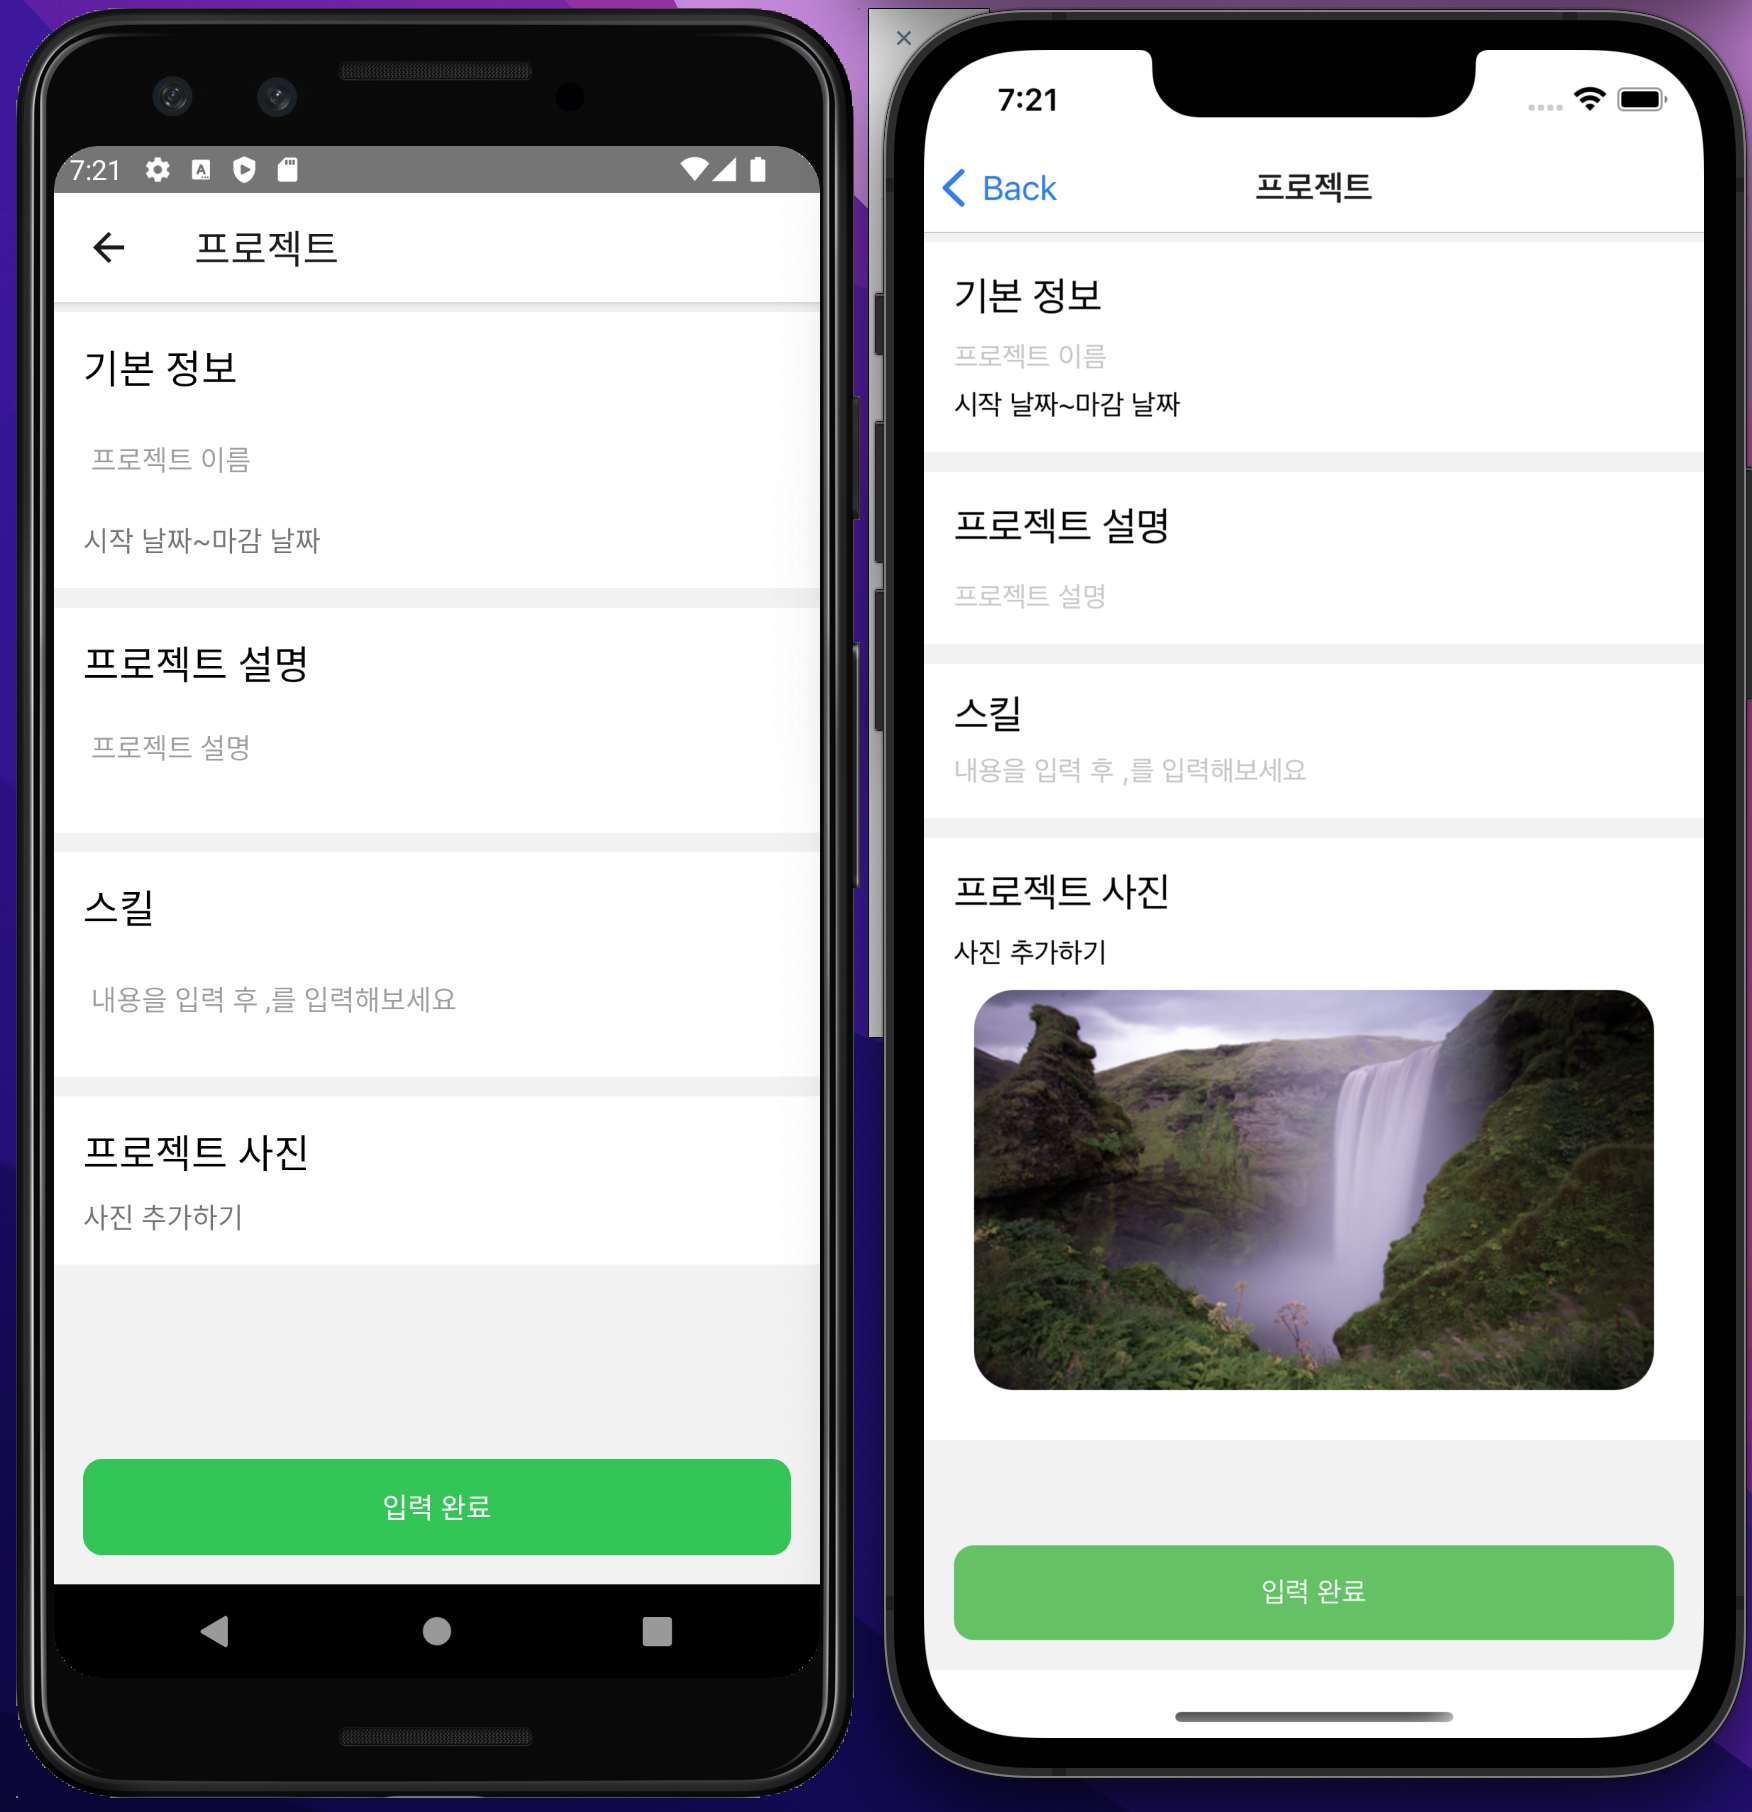 7:21
프로젝트
기본 정보
프로젝트 이름
시작 날짜~마감 날짜
프로젝트 설명
프로젝트 설명
스킬
내용을 입력 후 ,를 입력해보세요
프로젝트 사진
사진 추가하기
입력 완료
7:21
Back
프로젝트
기본 정보
프로젝트 이름
시작 날짜~마감 날짜
프로젝트 설명
프로젝트 설명
스킬
내용을 입력 후 ,를 입력해보세요
프로젝트 사진
사진 추가하기
입력 완료